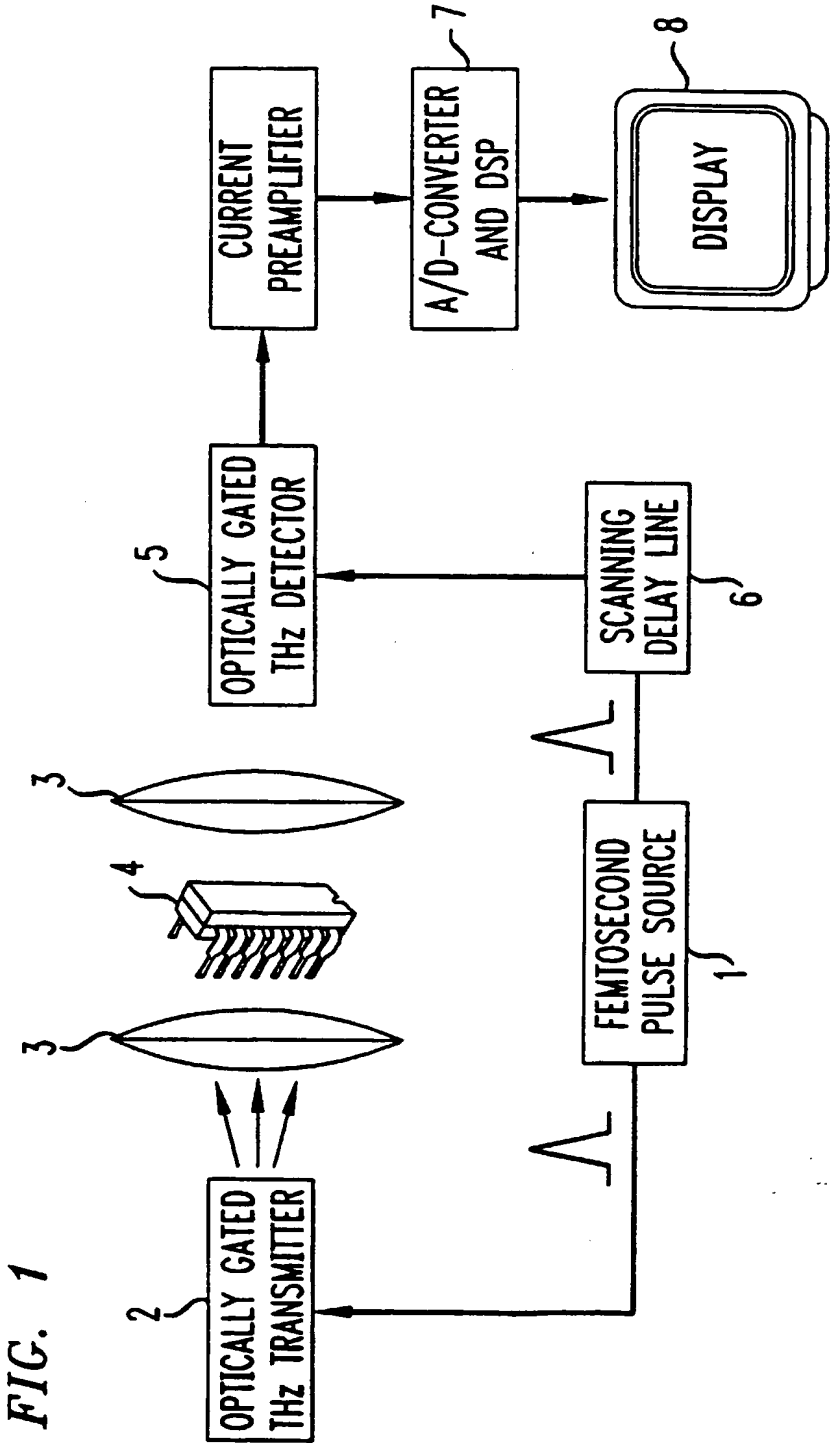 FIG. 1
2
OPTICALLY GATED
THz TRANSMITTER
3
4
3
5
OPTICALLY GATED
THz DETECTOR
CURRENT
PREAMPLIFIER
A/D-CONVERTER
AND DSP
7
DISPLAY
8
FEMTOSECOND
PULSE SOURCE
1
SCANNING
DELAY LINE
6